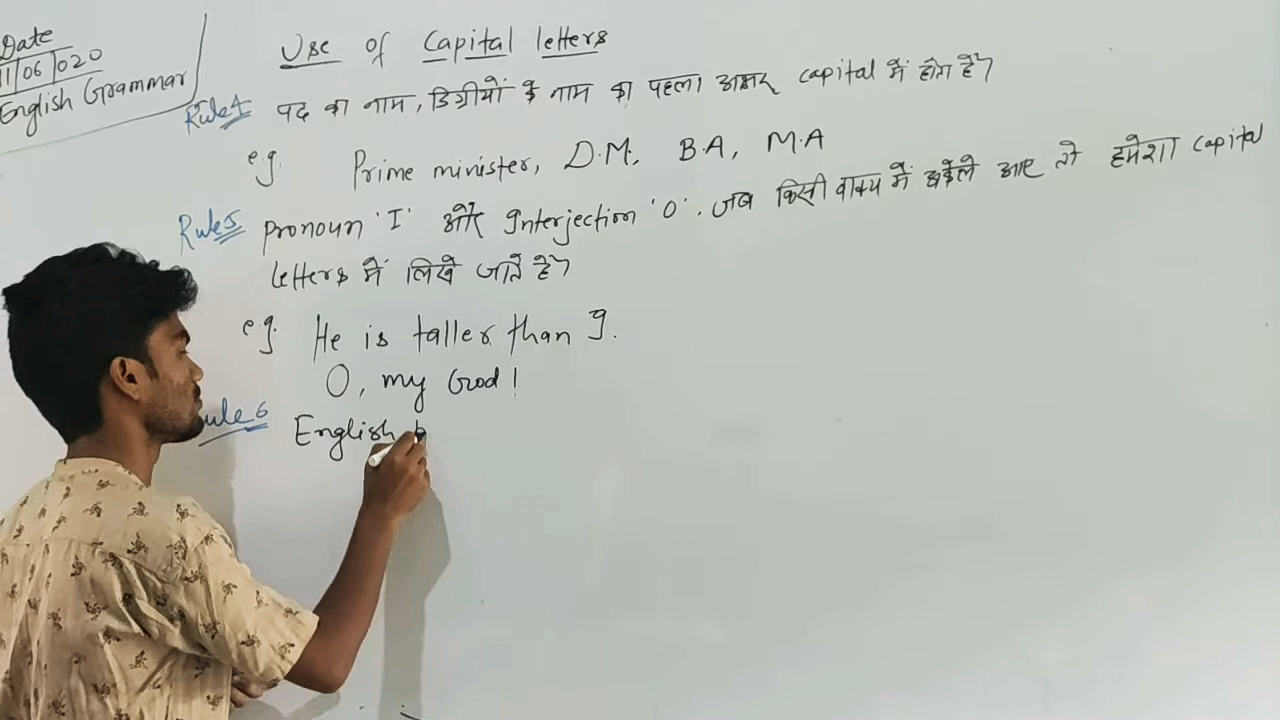 Date
11/06/020
English Grammar
Use of Capital letters
Rule 4 पद का नाम, डिग्रीयों के नाम का पहला अक्षर capital में होता है।
e.g. Prime minister, D.M, B.A, M.A
Rule 5 pronoun 'I' और Interjection 'O'. जब किसी वाक्य में अकेले आए तो हमेशा capital
letters में लिखे जाते है।
e.g. He is taller than I.
O, my God!
Rule 6 English